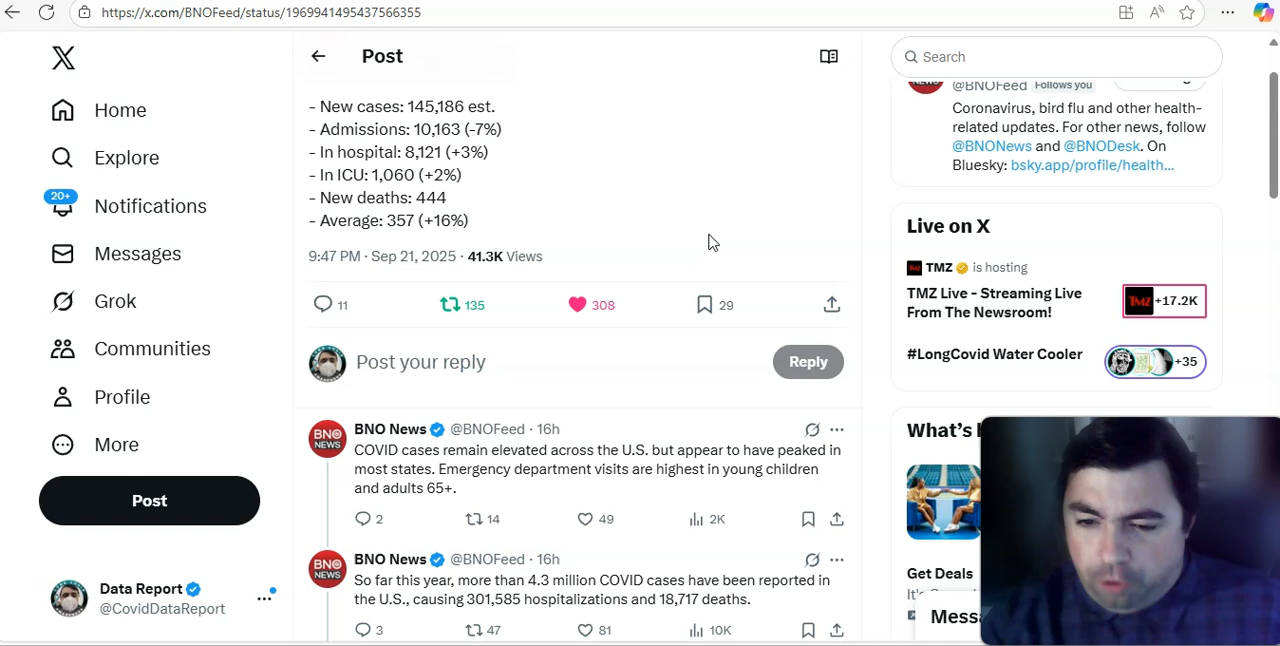 https://x.com/BNOFeed/status/1969941495437566355
Home
Explore
20+
Notifications
Messages
Grok
Communities
Profile
More
Post
Data Report
@CovidDataReport
Post
- New cases: 145,186 est.
- Admissions: 10,163 (-7%)
- In hospital: 8,121 (+3%)
- In ICU: 1,060 (+2%)
- New deaths: 444
- Average: 357 (+16%)
9:47 PM · Sep 21, 2025 · 41.3K Views
11 135 308 29
Post your reply
Reply
BNO NEWS
BNO News @BNOFeed · 16h
COVID cases remain elevated across the U.S. but appear to have peaked in
most states. Emergency department visits are highest in young children
and adults 65+.
2 14 49 2K
BNO NEWS
BNO News @BNOFeed · 16h
So far this year, more than 4.3 million COVID cases have been reported in
the U.S., causing 301,585 hospitalizations and 18,717 deaths.
3 47 81 10K
Search
@BNOFeed Follows you
Coronavirus, bird flu and other health-
related updates. For other news, follow
@BNONews and @BNODesk. On
Bluesky: bsky.app/profile/health...
Live on X
TMZ is hosting
TMZ Live - Streaming Live
From The Newsroom!
TMZ +17.2K
#LongCovid Water Cooler
+35
What's
Get Deals
Mess